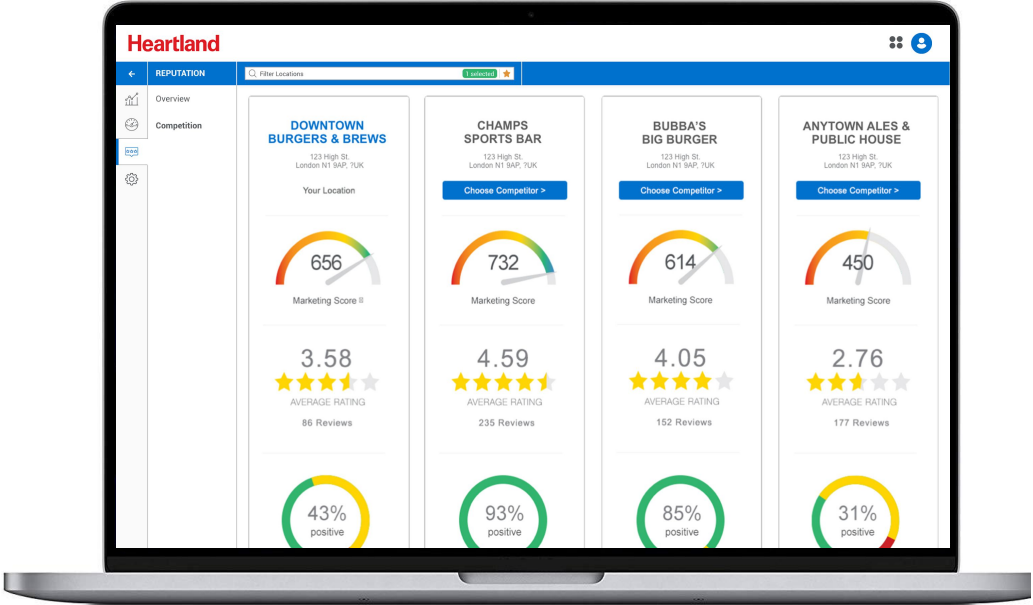 Heartland
REPUTATION
Filter Locations
1 selected
Overview
Competition
DOWNTOWN
BURGERS & BREWS
123 High St.
London N1 9AP, ?UK
Your Location
656
Marketing Score
3.58
AVERAGE RATING
86 Reviews
43%
positive
CHAMPS
SPORTS BAR
123 High St.
London N1 9AP, ?UK
Choose Competitor >
732
Marketing Score
4.59
AVERAGE RATING
235 Reviews
93%
positive
BUBBA'S
BIG BURGER
123 High St.
London N1 9AP, ?UK
Choose Competitor >
614
Marketing Score
4.05
AVERAGE RATING
152 Reviews
85%
positive
ANYTOWN ALES &
PUBLIC HOUSE
123 High St.
London N1 9AP, ?UK
Choose Competitor >
450
Marketing Score
2.76
AVERAGE RATING
177 Reviews
31%
positive